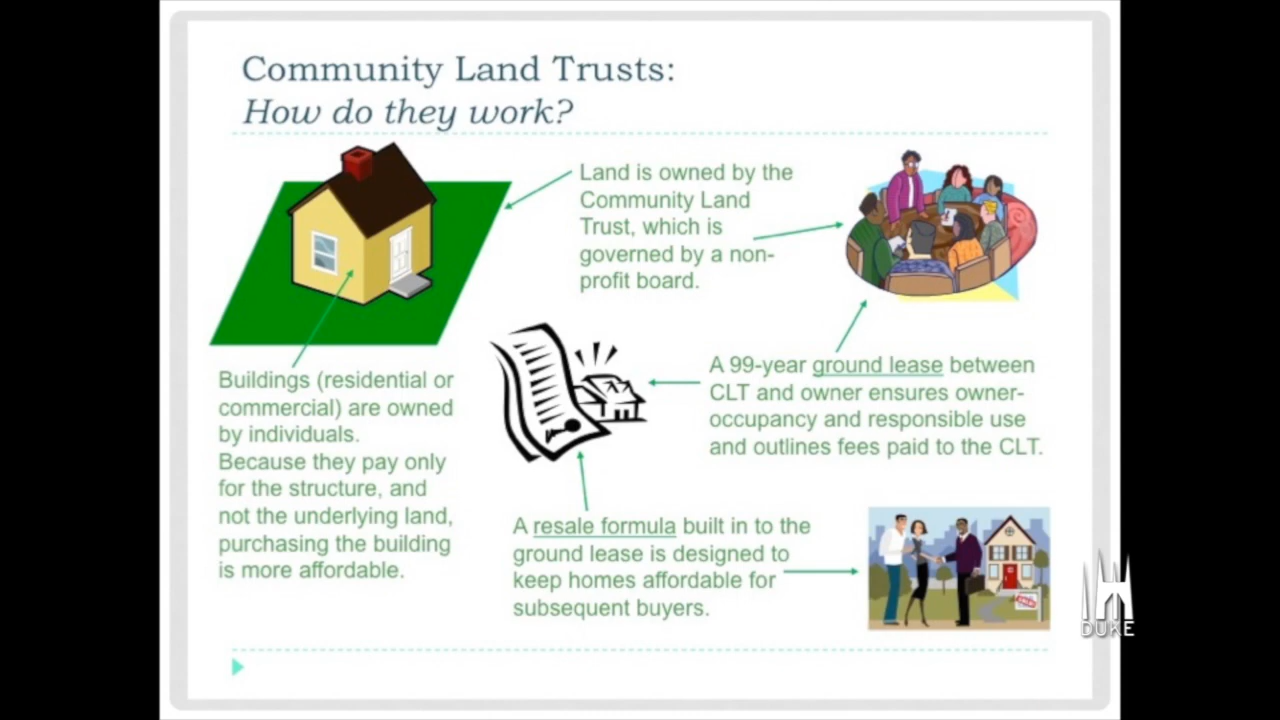 Community Land Trusts:
How do they work?
Land is owned by the
Community Land
Trust, which is
governed by a non-
profit board.
Buildings (residential or
commercial) are owned
by individuals.
Because they pay only
for the structure, and
not the underlying land,
purchasing the building
is more affordable.
A 99-year ground lease between
CLT and owner ensures owner-
occupancy and responsible use
and outlines fees paid to the CLT.
A resale formula built in to the
ground lease is designed to
keep homes affordable for
subsequent buyers.
DUKE